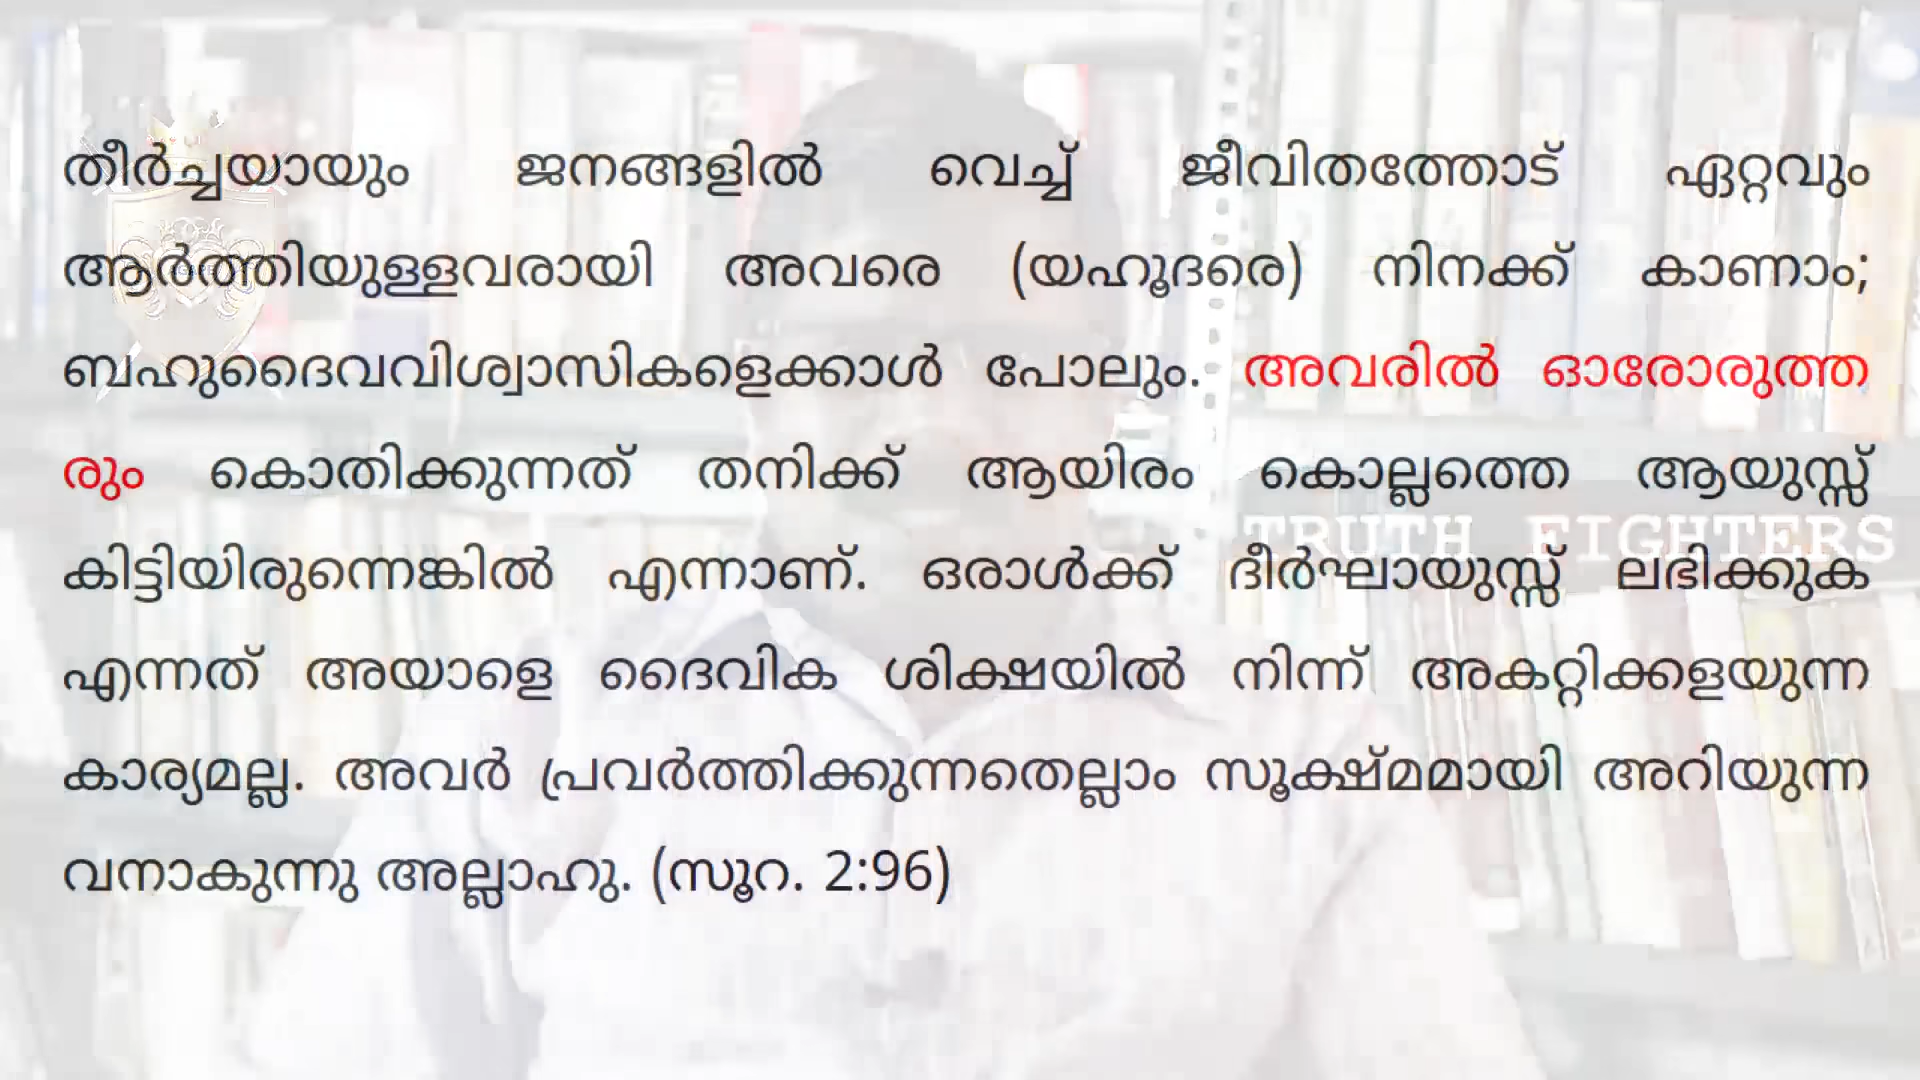 തീർച്ചയായും ജനങ്ങളിൽ വെച്ച് ജീവിതത്തോട് ഏറ്റവും
ആർത്തിയുള്ളവരായി അവരെ (യഹൂദരെ) നിനക്ക് കാണാം;
ബഹുദൈവവിശ്വാസികളെക്കാൾ പോലും. അവരിൽ ഓരോരുത്ത
രും കൊതിക്കുന്നത് തനിക്ക് ആയിരം കൊല്ലത്തെ ആയുസ്സ്
TRUTH FIGHTERS
കിട്ടിയിരുന്നെങ്കിൽ എന്നാണ്. ഒരാൾക്ക് ദീർഘായുസ്സ് ലഭിക്കുക
എന്നത് അയാളെ ദൈവിക ശിക്ഷയിൽ നിന്ന് അകറ്റിക്കളയുന്ന
കാര്യമല്ല. അവർ പ്രവർത്തിക്കുന്നതെല്ലാം സൂക്ഷ്മമായി അറിയുന്ന
വനാകുന്നു അല്ലാഹു. (സൂറ. 2:96)
AGAPE